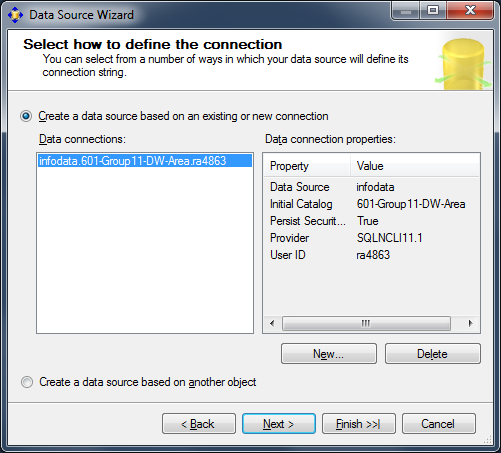 Data Source Wizard
Select how to define the connection
You can select from a number of ways in which your data source will define its
connection string.
Create a data source based on an existing or new connection
Data connections:
Data connection properties:
infodata.601-Group11-DW-Area.ra4863
Property Value
Data Source infodata
Initial Catalog 601-Group11-DW-Area
Persist Securit... True
Provider SQLNCLI11.1
User ID ra4863
New...
Delete
Create a data source based on another object
< Back
Next >
Finish >>|
Cancel